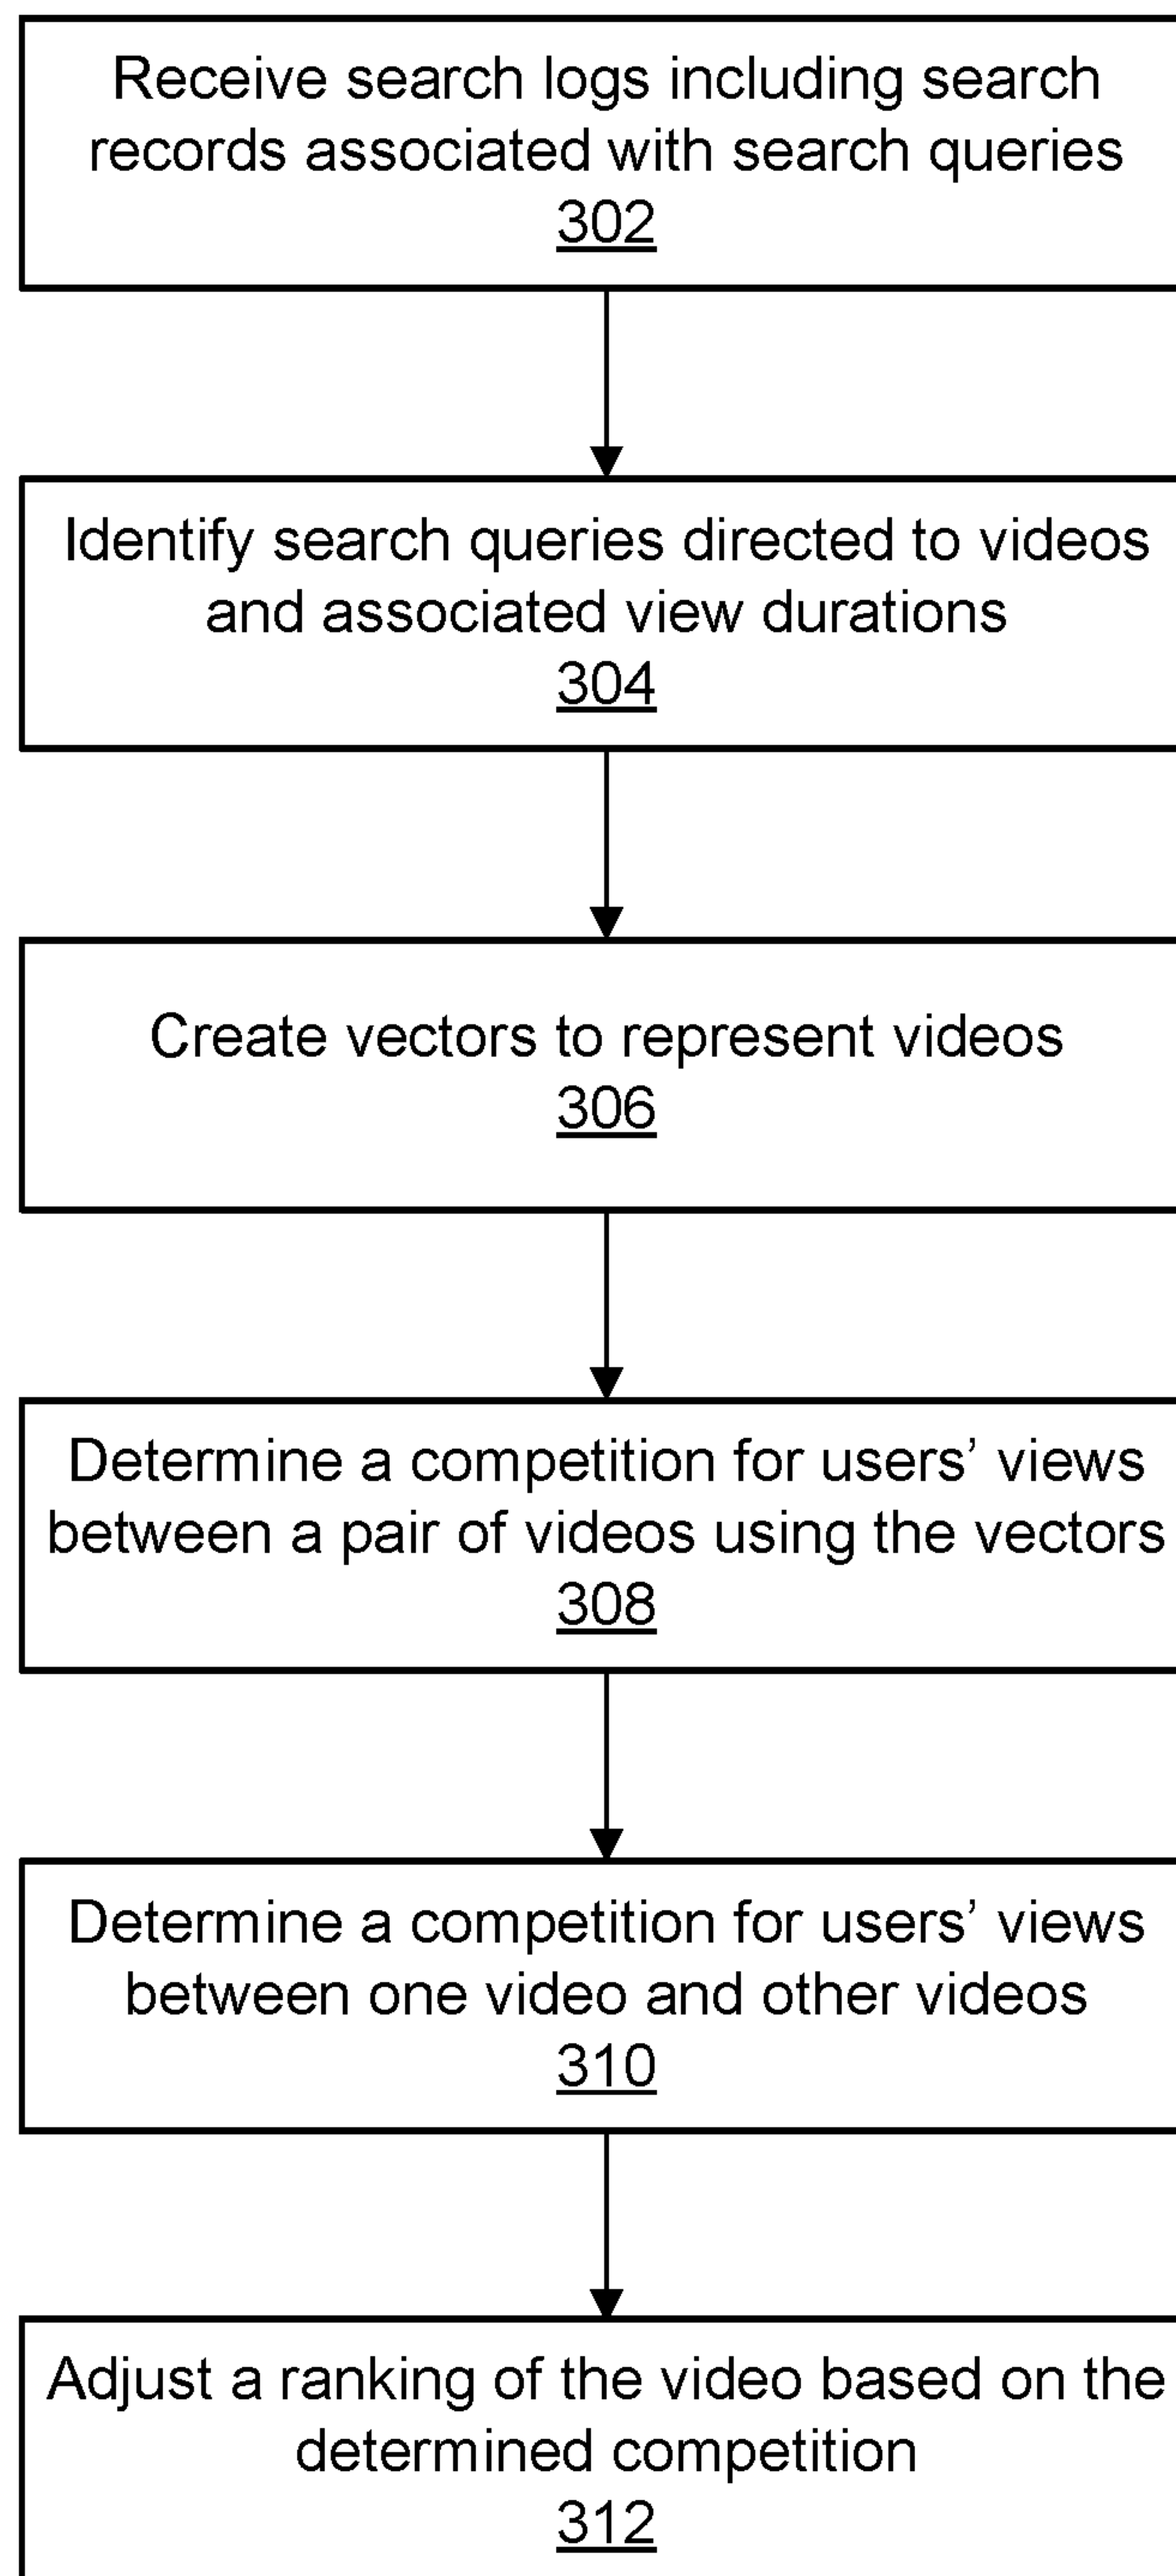 Receive search logs including search
records associated with search queries
302
Identify search queries directed to videos
and associated view durations
304
Create vectors to represent videos
306
Determine a competition for users’ views
between a pair of videos using the vectors
308
Determine a competition for users’ views
between one video and other videos
310
Adjust a ranking of the video based on the
determined competition
312